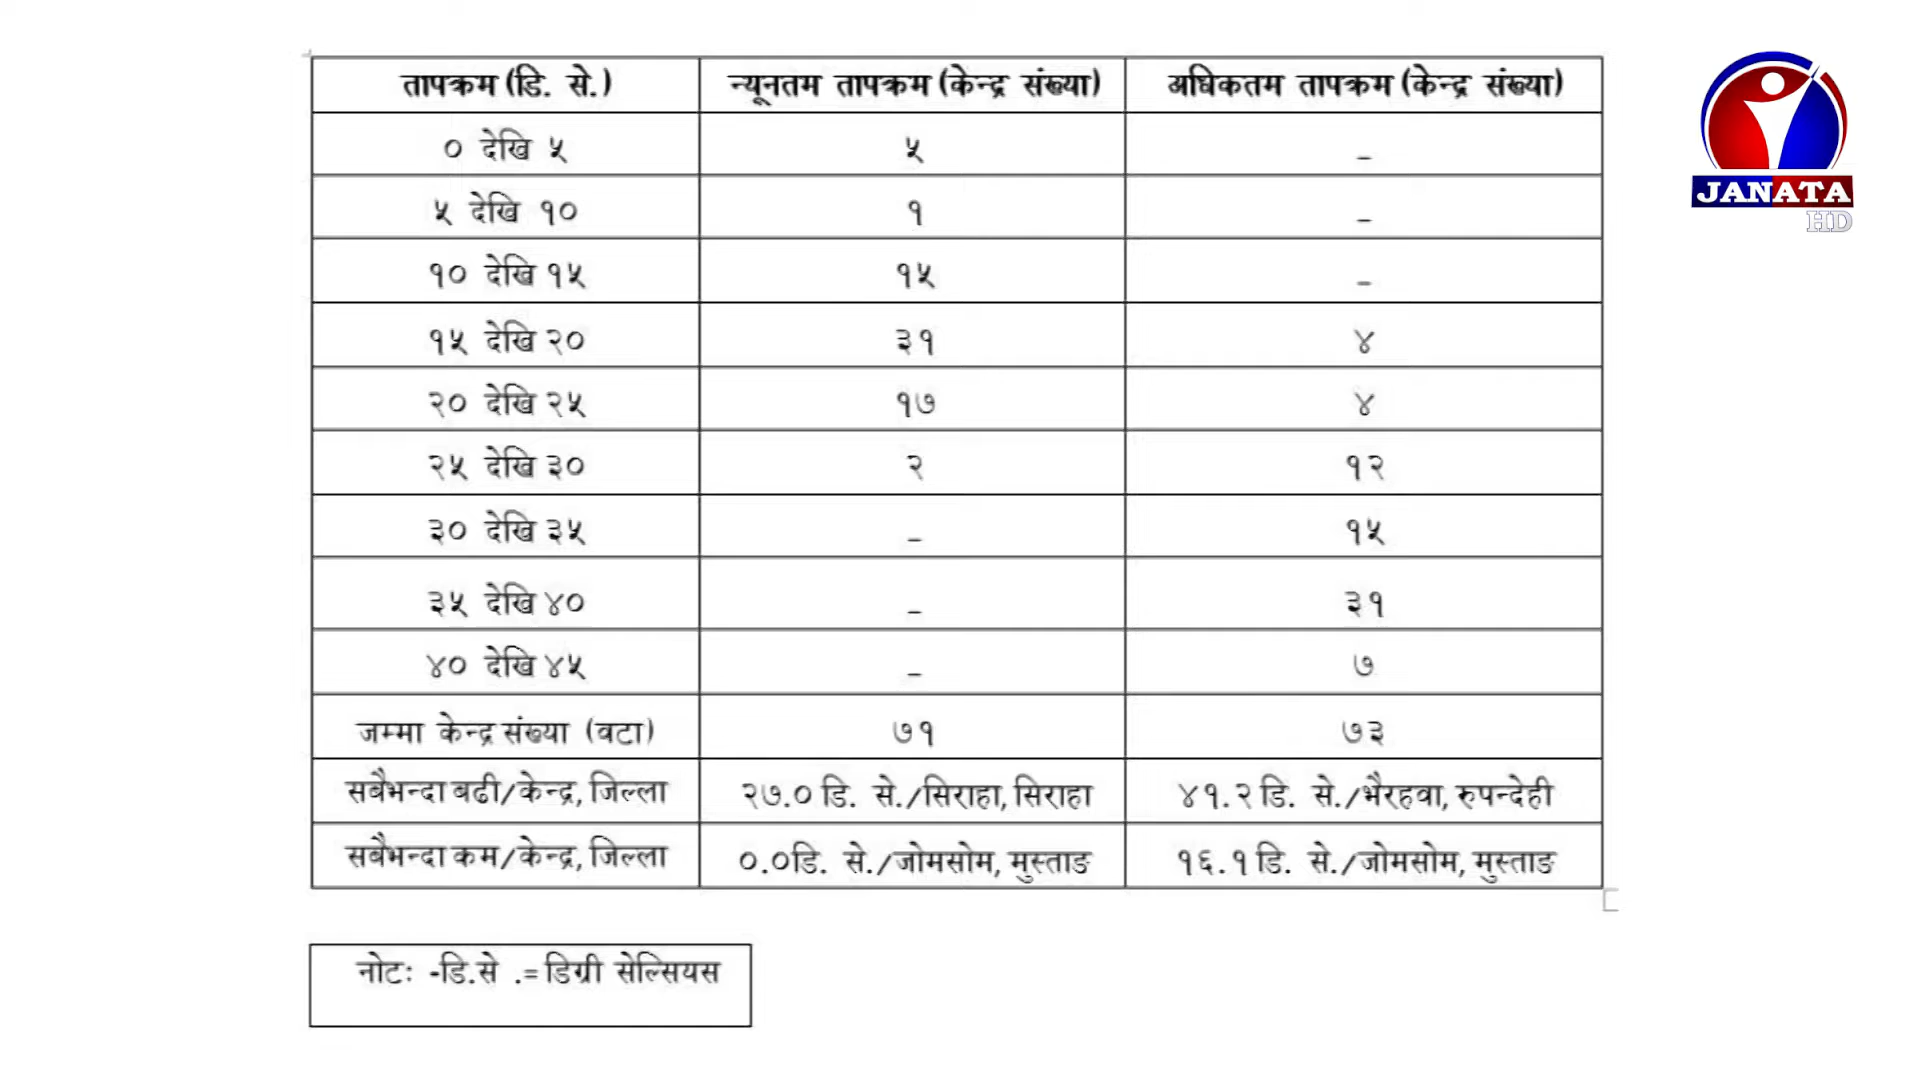 तापक्रम (डि. से.) न्यूनतम तापक्रम (केन्द्र संख्या) अधिकतम तापक्रम (केन्द्र संख्या)
० देखि ५ ५ -
५ देखि १० १ -
१० देखि १५ १५ -
१५ देखि २० ३१ ४
२० देखि २५ १७ ४
२५ देखि ३० २ १२
३० देखि ३५ - १५
३५ देखि ४० - ३१
४० देखि ४५ - ७
जम्मा केन्द्र संख्या (वटा) ७१ ७३
सबैभन्दा बढी/केन्द्र, जिल्ला २७.० डि. से./सिराहा, सिराहा ४१.२ डि. से./भैरहवा, रुपन्देही
सबैभन्दा कम/केन्द्र, जिल्ला ०.०डि. से./जोमसोम, मुस्ताङ १६.१ डि. से./जोमसोम, मुस्ताङ
नोटः -डि.से .= डिग्री सेल्सियस
JANATA
HD